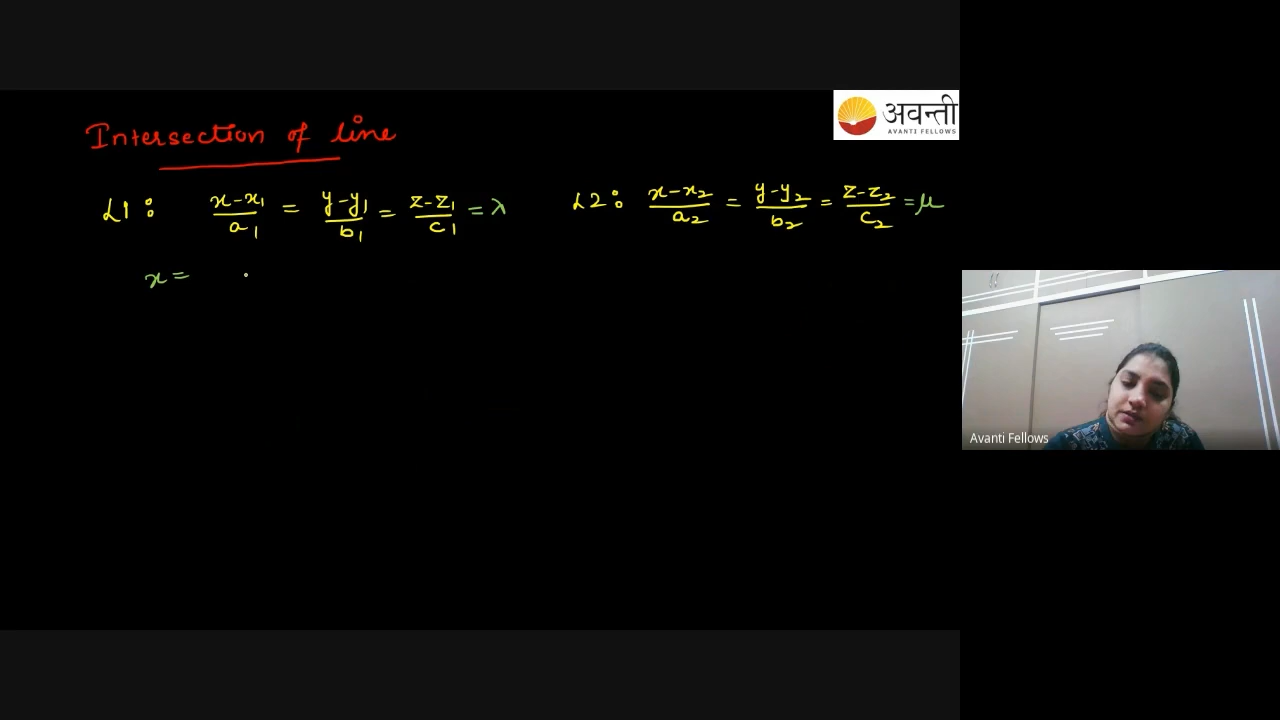 अवन्ती
AVANTI FELLOWS
Intersection of line
L1: x-x₁/a₁ = y-y₁/b₁ = z-z₁/c₁ = λ
L2: x-x₂/a₂ = y-y₂/b₂ = z-z₂/c₂ = μ
x =
Avanti Fellows